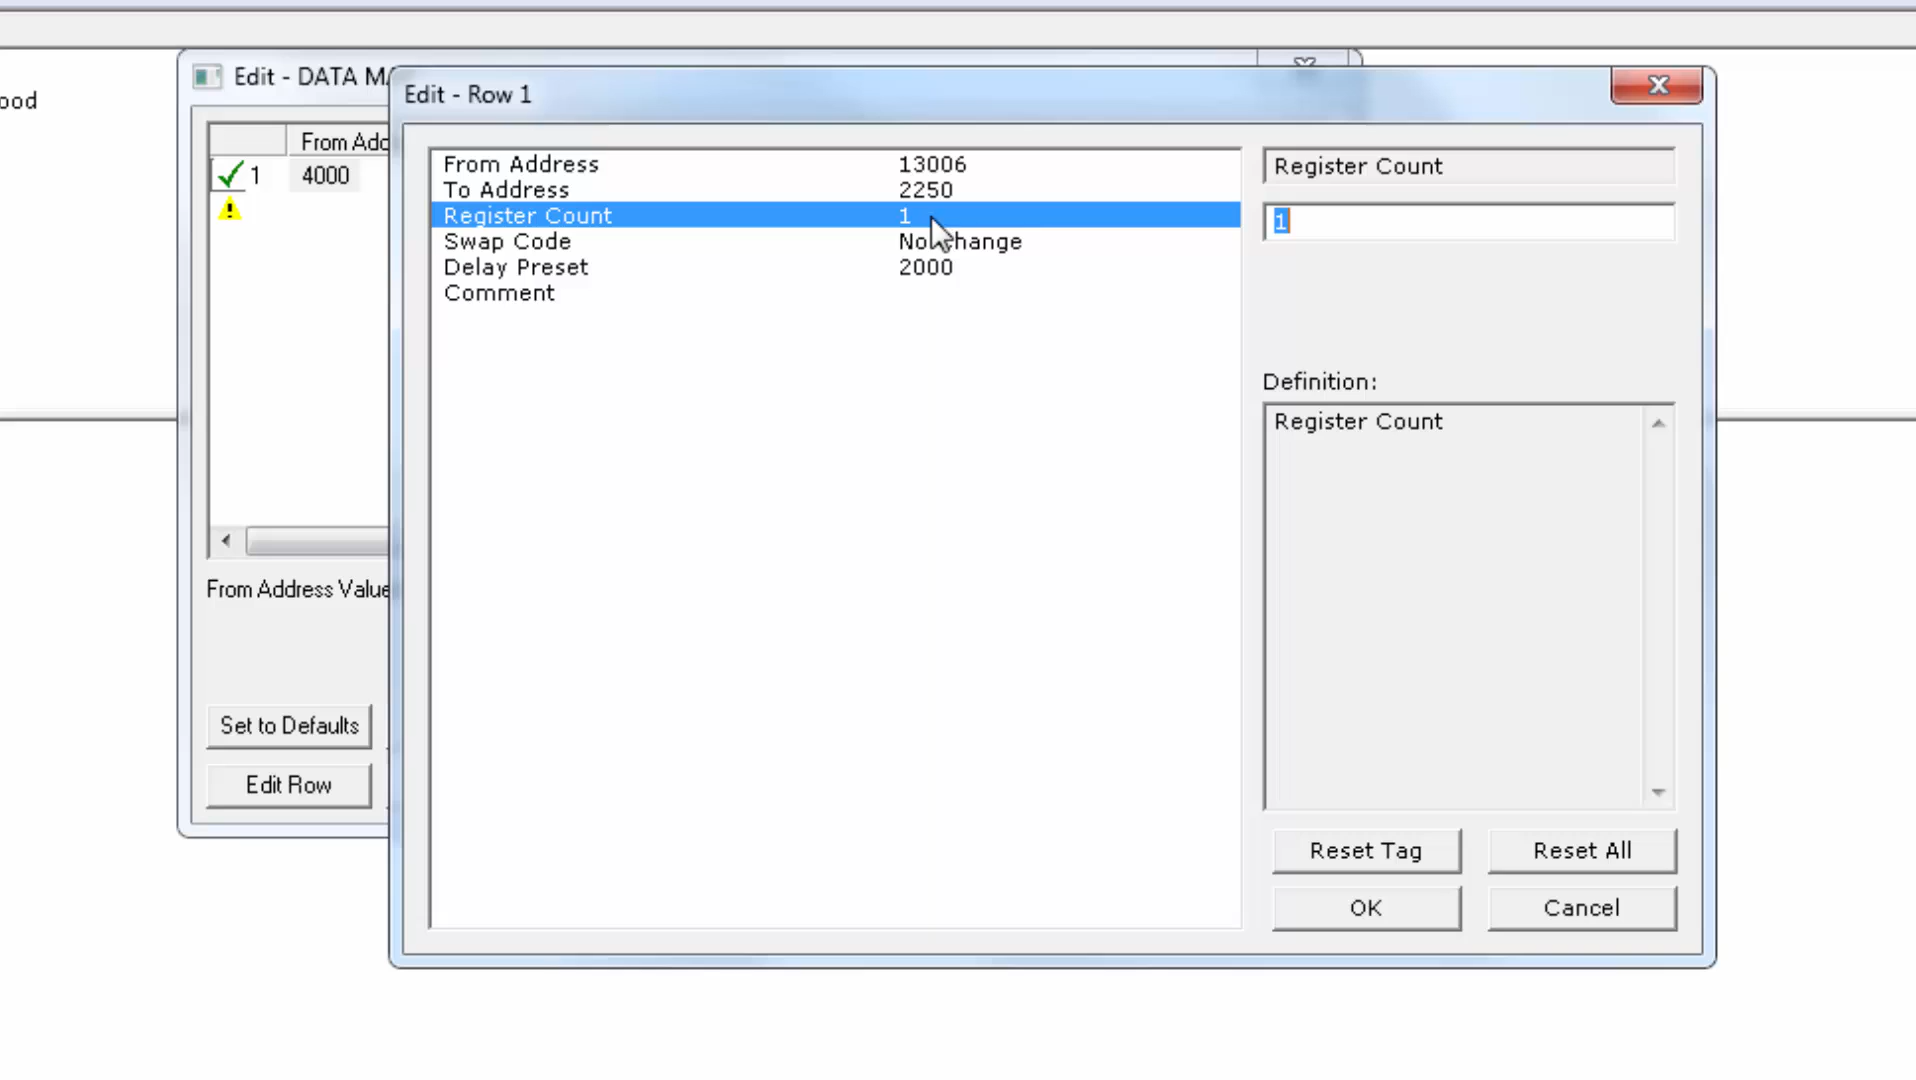 ood
Edit - DATA MA
From Add
1 4000
From Address Value
Set to Defaults
Edit Row
Edit - Row 1
From Address 13006
To Address 2250
Register Count 1
Swap Code No Change
Delay Preset 2000
Comment
Register Count
1
Definition:
Register Count
Reset Tag Reset All
OK Cancel